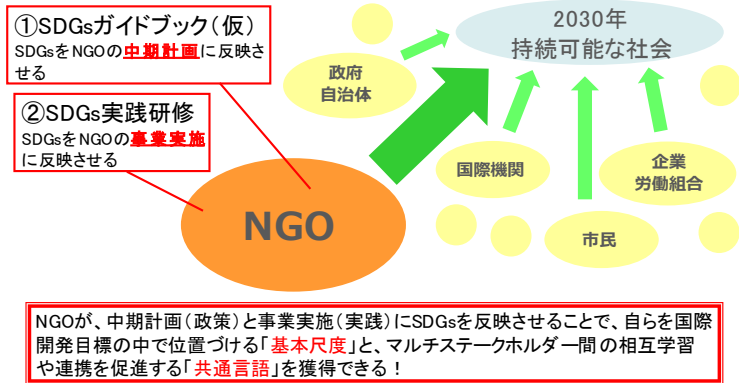 ①SDGsガイドブック(仮)
SDGsをNGOの中期計画に反映さ
せる
②SDGs実践研修
SDGsをNGOの事業実施
に反映させる
2030年
持続可能な社会
政府
自治体
国際機関
企業
労働組合
市民
NGO
NGOが、中期計画(政策)と事業実施(実践)にSDGsを反映させることで、自らを国際
開発目標の中で位置づける「基本尺度」と、マルチステークホルダー間の相互学習
や連携を促進する「共通言語」を獲得できる!